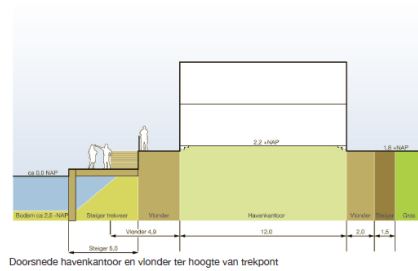 2,2 +NAP
1,8 +NAP
ca 0,0 NAP
Bodem ca 2,6 -NAP
Steiger trekveer
Vlonder
Havenkantoor
Vlonder
Gras
Vlonder 4,9
12,0
2,0
1,5
Steiger 5,0
Doorsnede havenkantoor en vlonder ter hoogte van trekpont